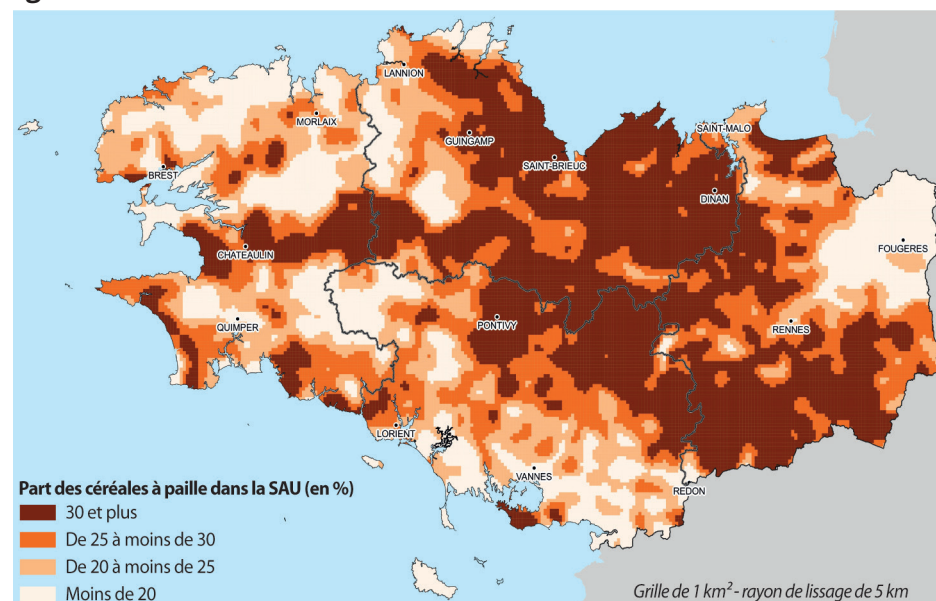 LANNION
MORLAIX
GUINGAMP
SAINT-MALO
SAINT-BRIEUC
BREST
DINAN
CHATEAULIN
FOUGERES
QUIMPER
PONTIVY
RENNES
LORIENT
VANNES
REDON
Part des céréales à paille dans la SAU (en %)
30 et plus
De 25 à moins de 30
De 20 à moins de 25
Moins de 20
Grille de 1 km² - rayon de lissage de 5 km